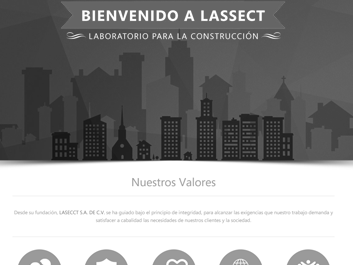 BIENVENIDO A LASSECT
LABORATORIO PARA LA CONSTRUCCIÓN
Nuestros Valores
Desde su fundación, LASECCT S.A. DE C.V. se ha guiado bajo el principio de integridad, para alcanzar las exigencias que nuestro trabajo demanda y
satisfacer a cabalidad las necesidades de nuestros clientes y la sociedad.